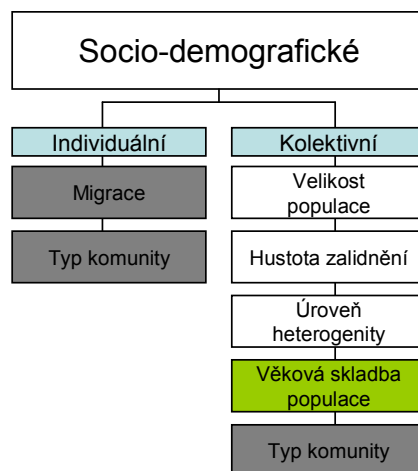 Socio-demografické
Individuální
Migrace
Typ komunity
Kolektivní
Velikost
populace
Hustota zalidnění
Úroveň
heterogenity
Věková skladba
populace
Typ komunity